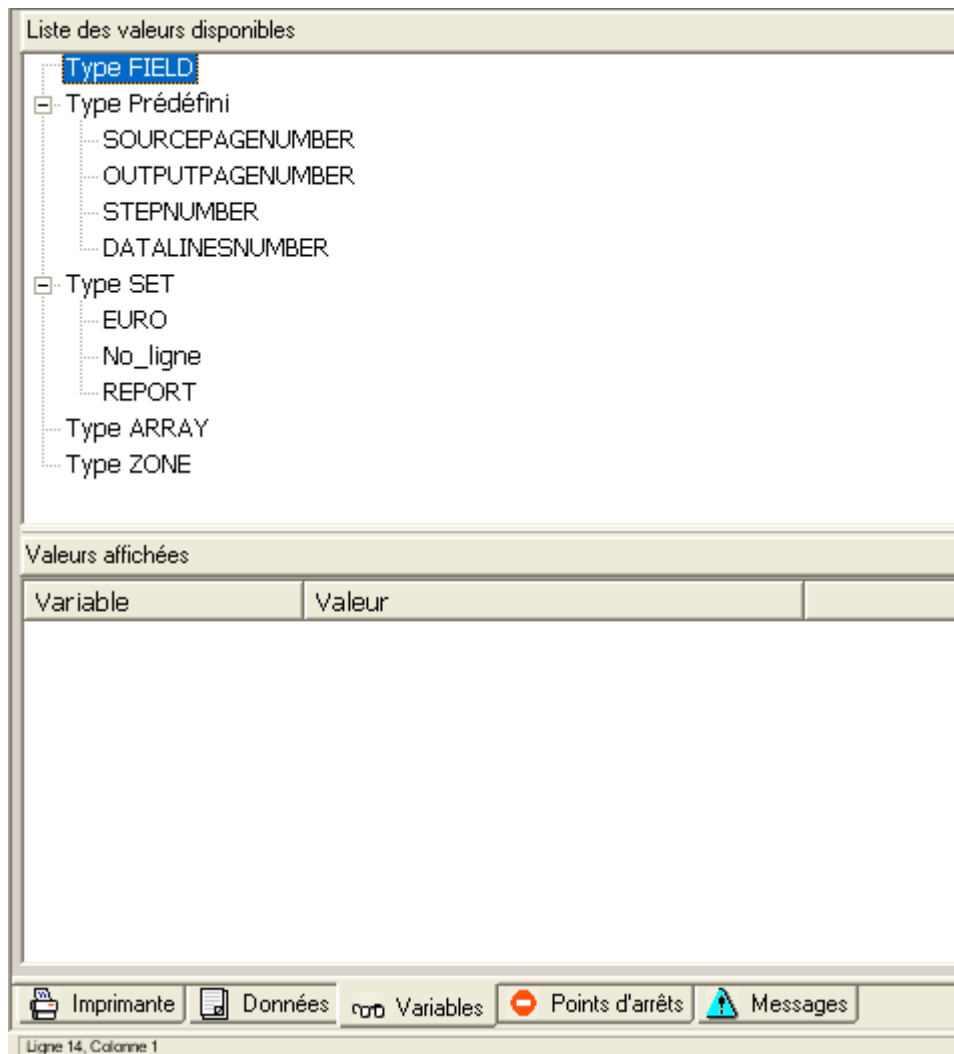 Liste des valeurs disponibles
Type FIELD
Type Prédéfini
SOURCEPAGENUMBER
OUTPUTPAGENUMBER
STEPNUMBER
DATALINESNUMBER
Type SET
EURO
No_ligne
REPORT
Type ARRAY
Type ZONE
Valeurs affichées
Variable Valeur
Imprimante Données Variables Points d'arrêts Messages
Ligne 14, Colonne 1